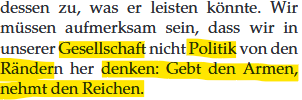 dessen zu, was er leisten könnte. Wir
müssen aufmerksam sein, dass wir in
unserer Gesellschaft nicht Politik von den
Rändern her denken: Gebt den Armen,
nehmt den Reichen.